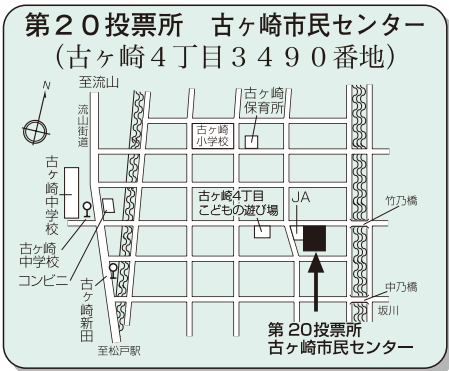 第２０投票所　古ヶ崎市民センター
（古ヶ崎４丁目３４９０番地）
至流山
N
流山街道
古ヶ崎
保育所
古ヶ崎
小学校
古ヶ崎中学校
古ヶ崎4丁目
こどもの遊び場
JA
竹乃橋
古ヶ崎
中学校
コンビニ
古ヶ崎新田
中乃橋
坂川
至松戸駅
第20投票所
古ヶ崎市民センター